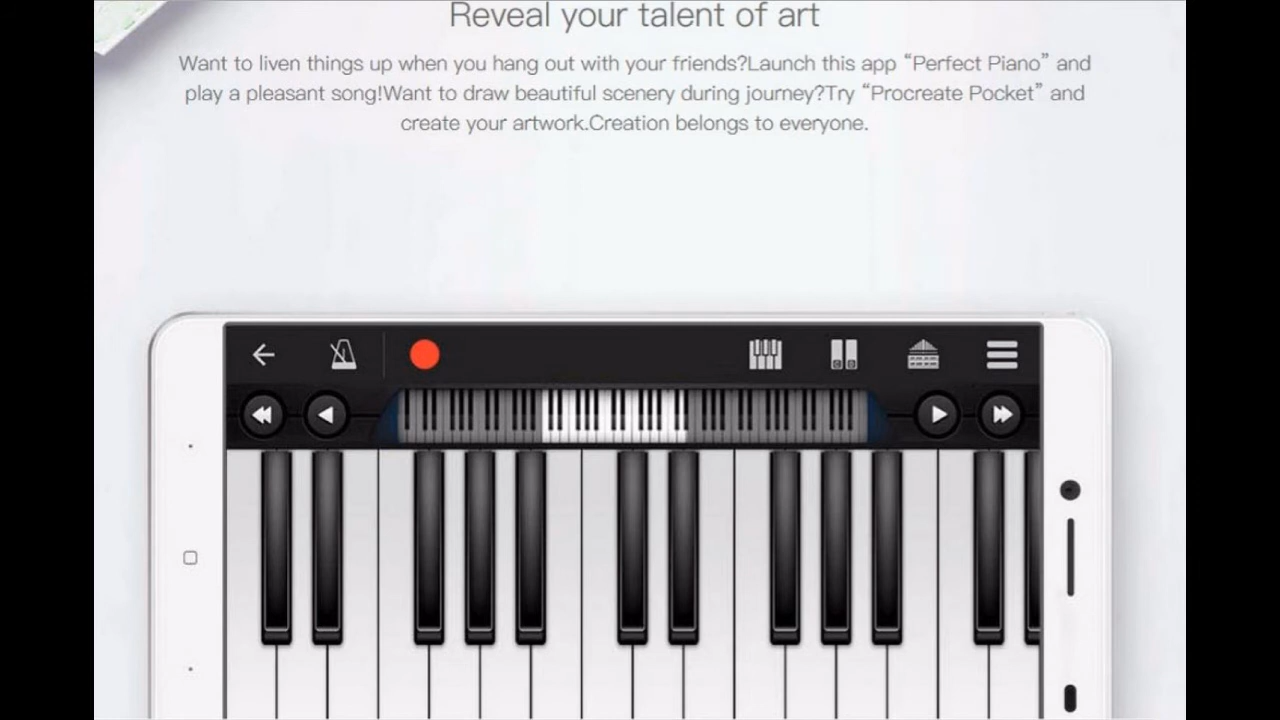 Reveal your talent of art
Want to liven things up when you hang out with your friends?Launch this app “Perfect Piano” and
play a pleasant song!Want to draw beautiful scenery during journey?Try “Procreate Pocket” and
create your artwork.Creation belongs to everyone.